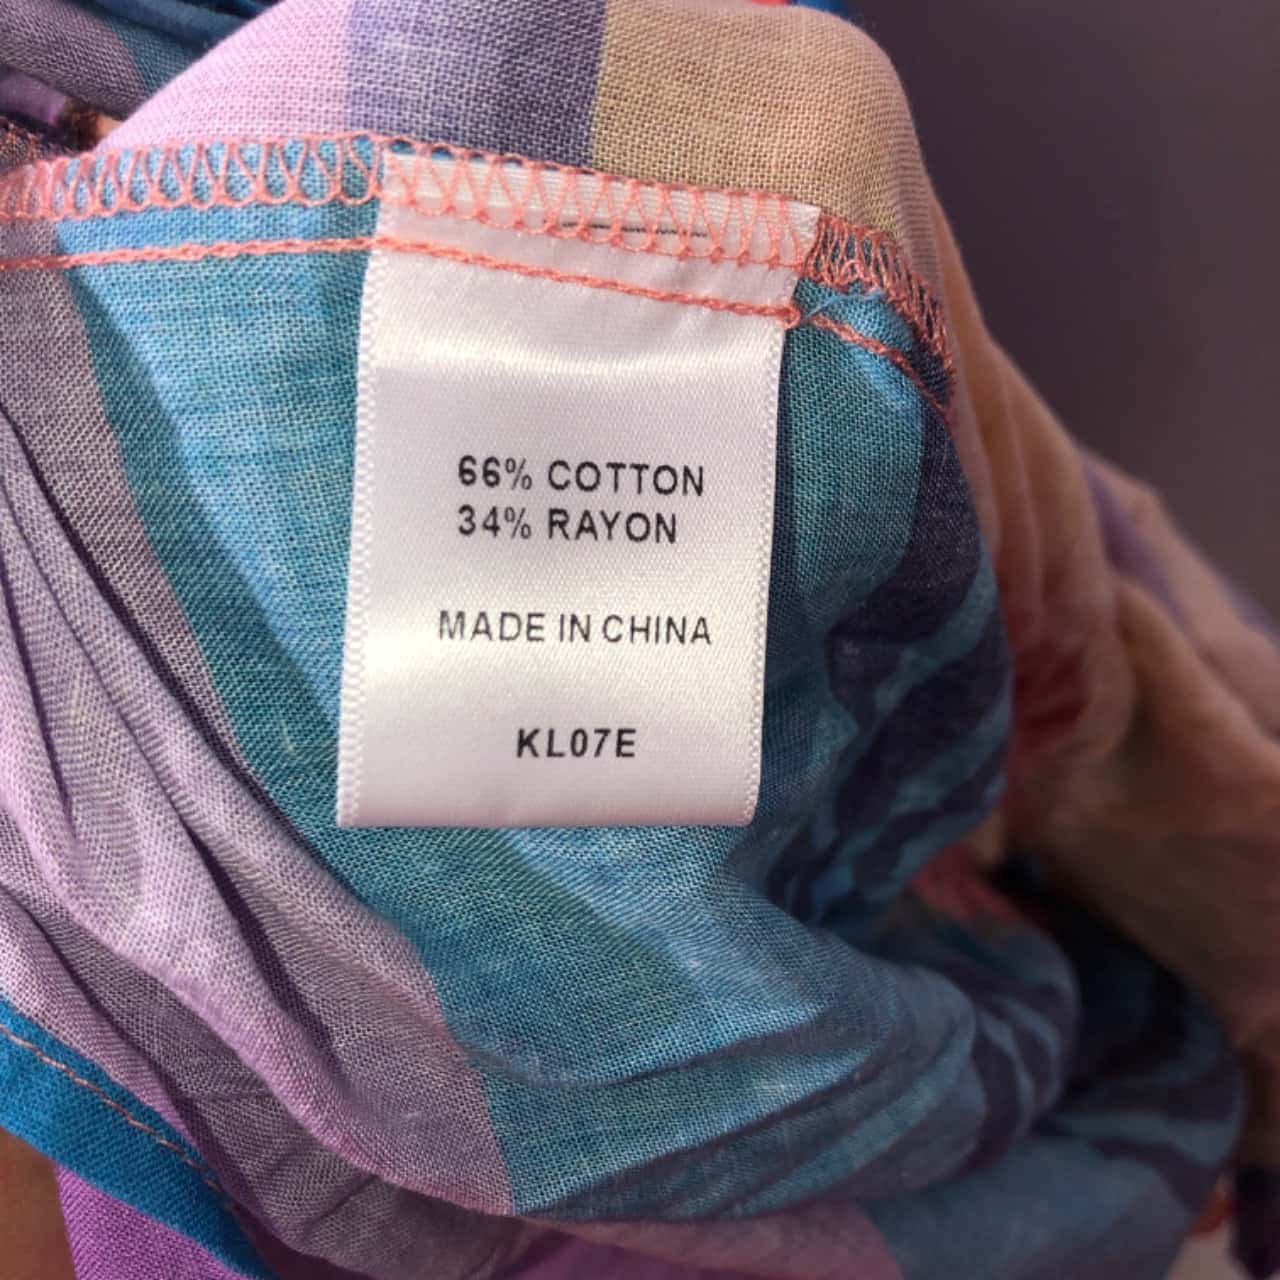 66% COTTON
34% RAYON
MADE IN CHINA
KL07E